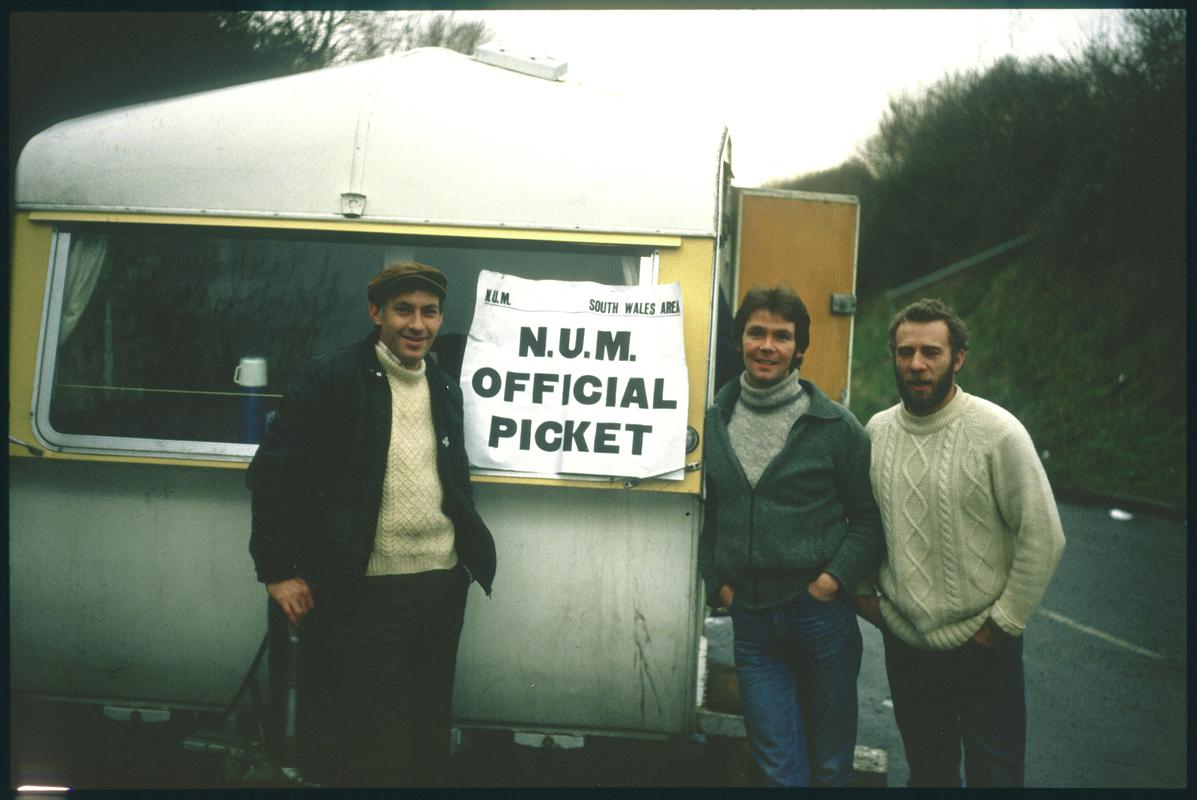 N.U.M. SOUTH WALES AREA
N.U.M.
OFFICIAL
PICKET